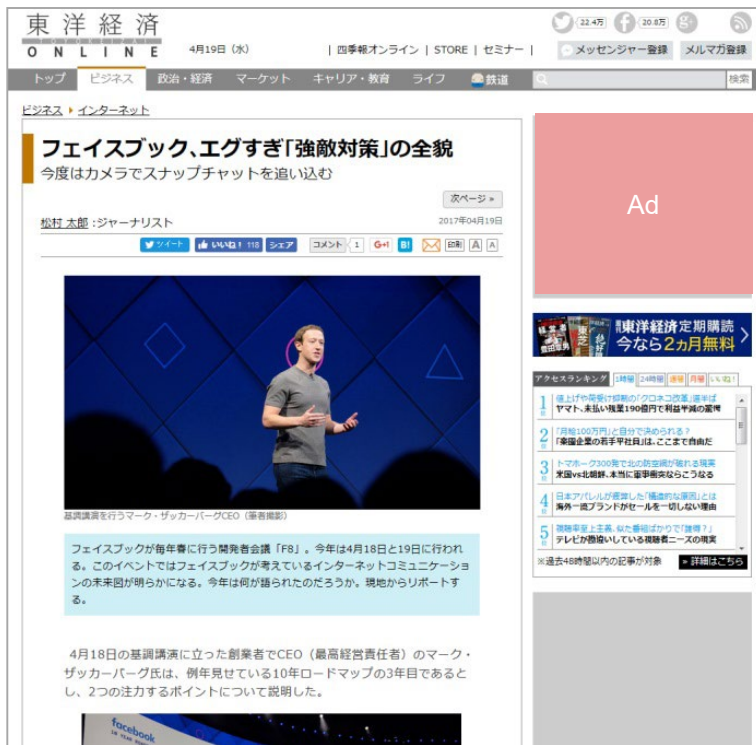 東洋経済
TOYOKEIZAI
ONLINE
4月19日（水）
| 四季報オンライン | STORE | セミナー |
22.4万
20.8万
メッセンジャー登録
メルマガ登録
トップ
ビジネス
政治・経済
マーケット
キャリア・教育
ライフ
鉄道
検索
ビジネス
インターネット
フェイスブック、エグすぎ「強敵対策」の全貌
今度はカメラでスナップチャットを追い込む
次ページ »
松村 太郎 :ジャーナリスト
2017年04月19日
ツイート
いいね! 118
シェア
コメント 1
G+1
B!
印刷
A
A
基調講演を行うマーク・ザッカーバーグCEO（筆者撮影）
フェイスブックが毎年春に行う開発者会議「F8」。今年は4月18日と19日に行われ
る。このイベントではフェイスブックが考えているインターネットコミュニケーショ
ンの未来図が明らかになる。今年は何が語られたのだろうか。現地からリポートす
る。
4月18日の基調講演に立った創業者でCEO（最高経営責任者）のマーク・
ザッカーバーグ氏は、例年見せている10年ロードマップの3年目であると
し、2つの注力するポイントについて説明した。
facebook
10 YEAR
Ad
東洋経済定期購読
今なら2ヵ月無料
アクセスランキング
1時間
24時間
週間
月間
いいね!
1位
値上げや荷受け抑制の「クロネコ改革」進半ば
ヤマト、未払い残業190億円で利益半減の驚愕
2位
「月給100万円」と自分で決められる?
「楽園企業の若手平社員」は、ここまで自由だ
3位
トマホーク300発で北の防空網が破れる現実
米国vs北朝鮮、本当に軍事衝突ならこうなる
4位
日本アパレルが疲弊した「構造的な原因」とは
海外一流ブランドがセールを一切しない理由
5位
視聴率至上主義、似た番組ばかりで「誰得?」
テレビが勘違いしている視聴者ニーズの現実
※過去48時間以内の記事が対象
» 詳細はこちら